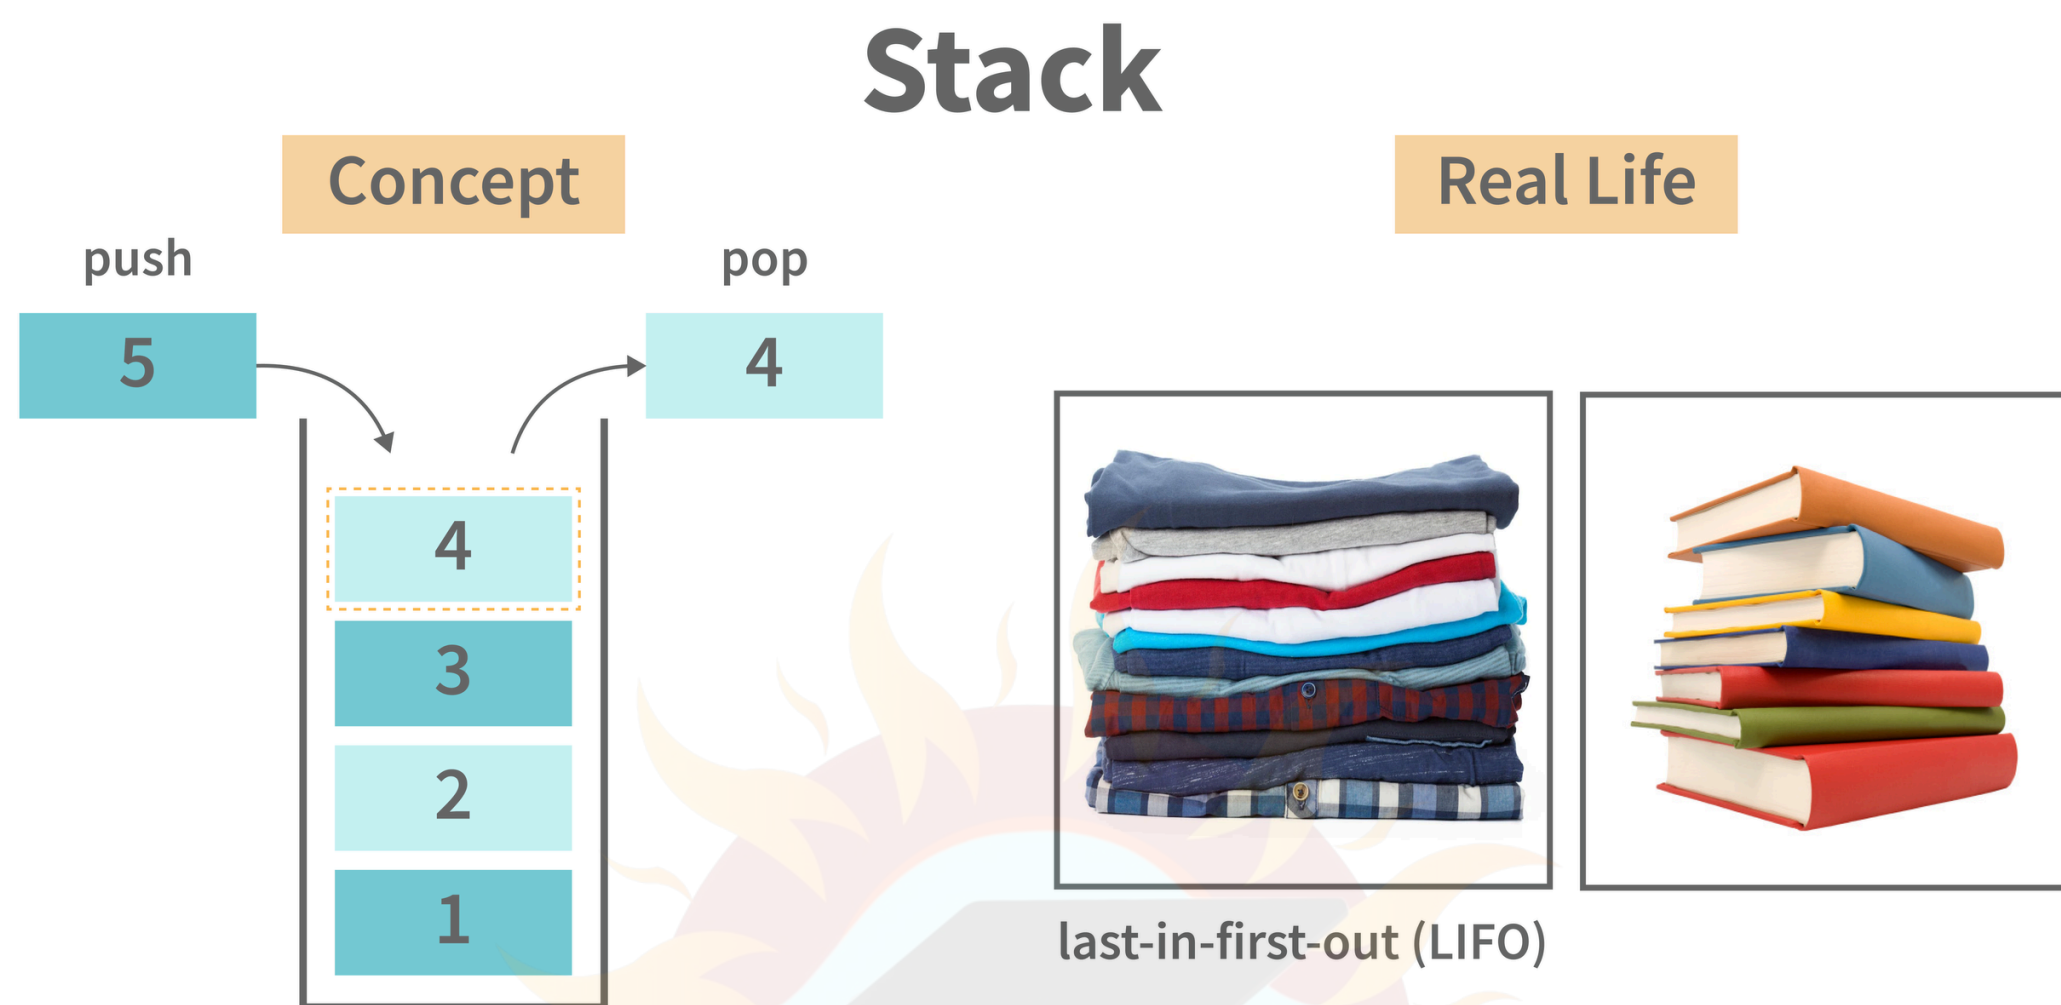 Stack
Concept
Real Life
push
pop
5
4
4
3
2
1
last-in-first-out (LIFO)